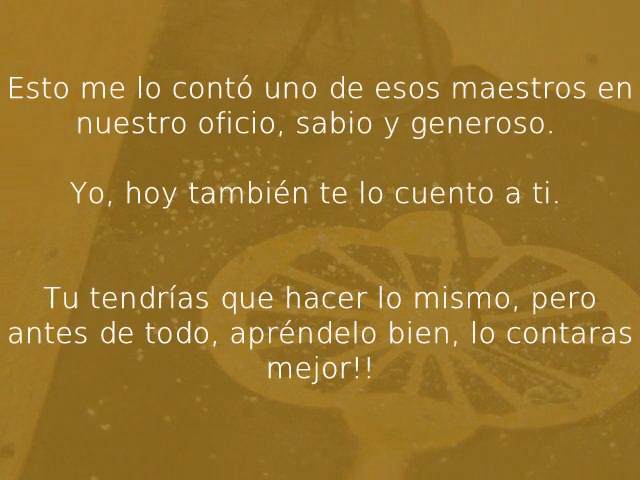 Esto me lo contó uno de esos maestros en
nuestro oficio, sabio y generoso.
Yo, hoy también te lo cuento a ti.
Tu tendrías que hacer lo mismo, pero
antes de todo, apréndelo bien, lo contaras
mejor!!